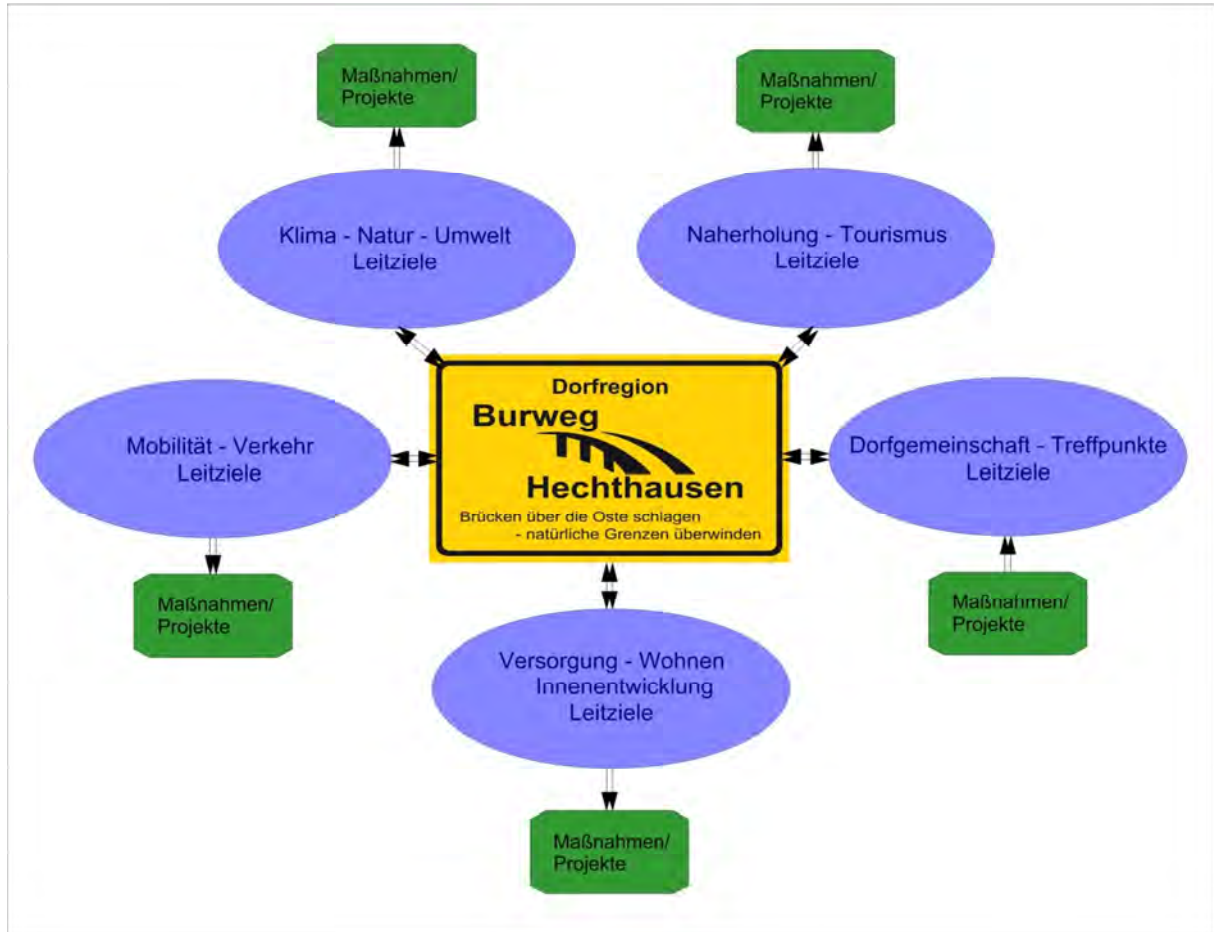 Maßnahmen/
Projekte
Maßnahmen/
Projekte
Klima - Natur - Umwelt
Leitziele
Naherholung - Tourismus
Leitziele
Dorfregion
Burweg
Hechthausen
Brücken über die Oste schlagen
- natürliche Grenzen überwinden
Mobilität - Verkehr
Leitziele
Dorfgemeinschaft - Treffpunkte
Leitziele
Maßnahmen/
Projekte
Maßnahmen/
Projekte
Versorgung - Wohnen
Innenentwicklung
Leitziele
Maßnahmen/
Projekte